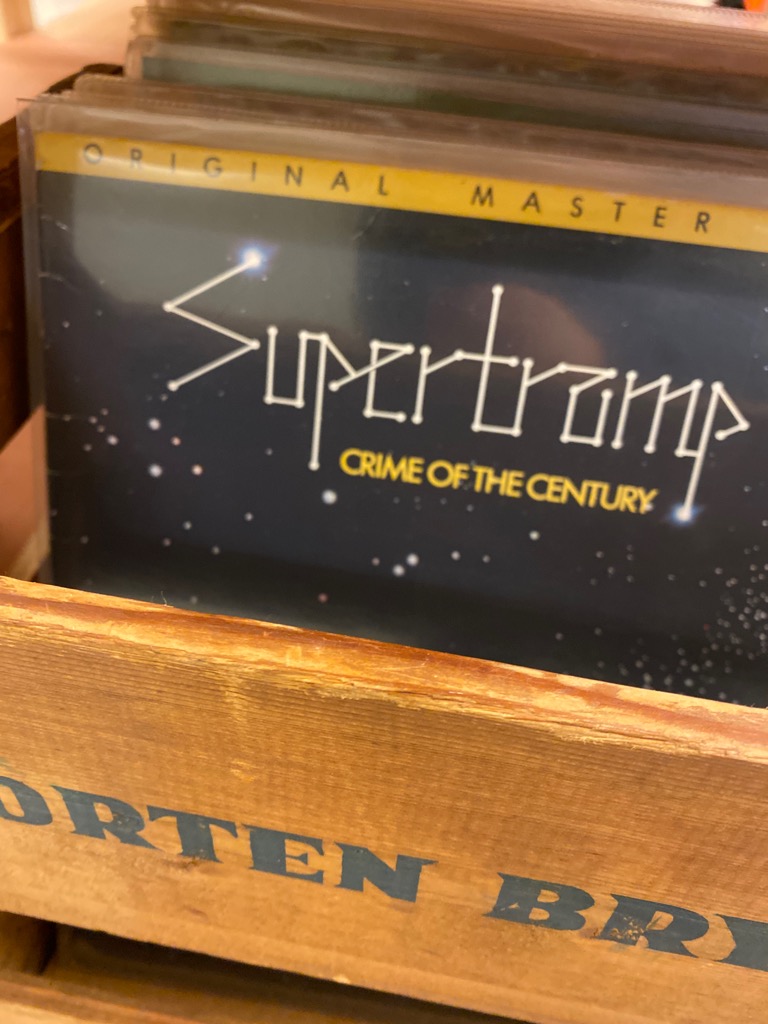 ORIGINAL MASTER
Supertramp
CRIME OF THE CENTURY
ORTEN BR